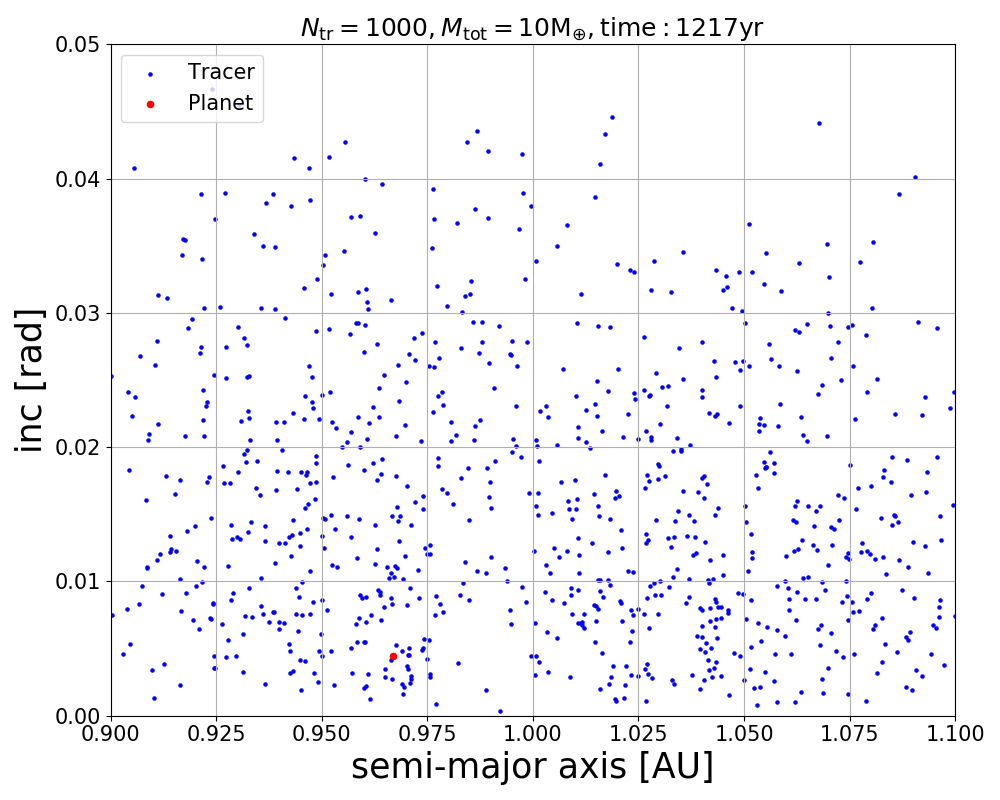 N_tr = 1000, M_tot = 10M_⊕, time : 1217yr
Tracer
Planet
inc [rad]
0.05
0.04
0.03
0.02
0.01
0.00
0.900 0.925 0.950 0.975 1.000 1.025 1.050 1.075 1.100
semi-major axis [AU]